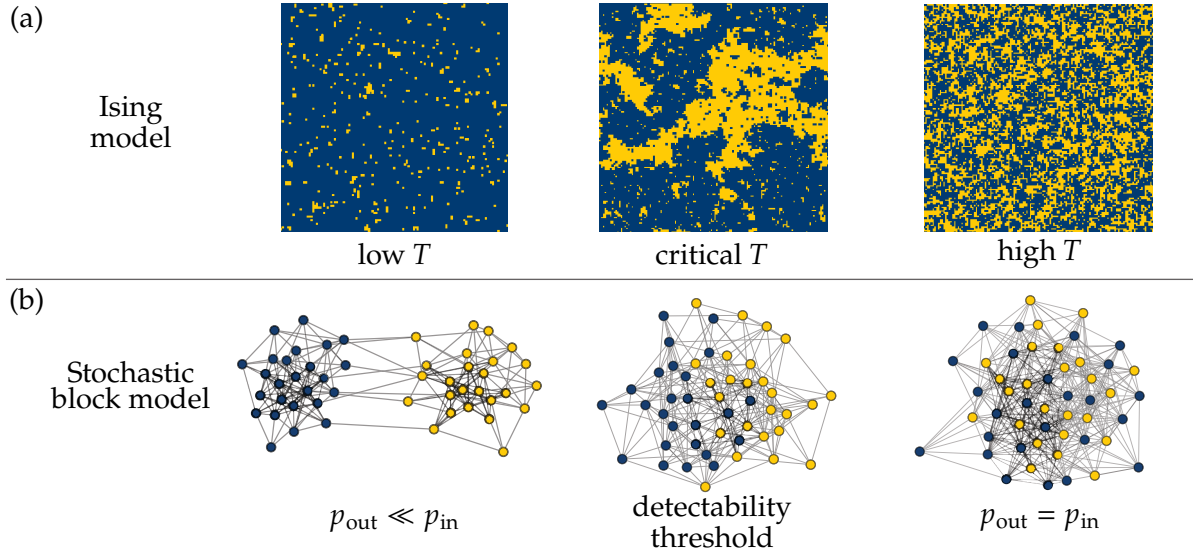 (a)
Ising
model
low T
critical T
high T
(b)
Stochastic
block model
p_out ≪ p_in
detectability
threshold
p_out = p_in